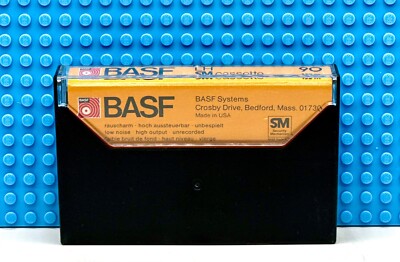 BASF
LH
SM cassette
90
BASF
BASF Systems
Crosby Drive, Bedford, Mass. 01730
Made in USA
rauscharm · hoch aussteuerbar · unbespielt
low noise · high output · unrecorded
faible bruit de fond · haut niveau · vierge
SM